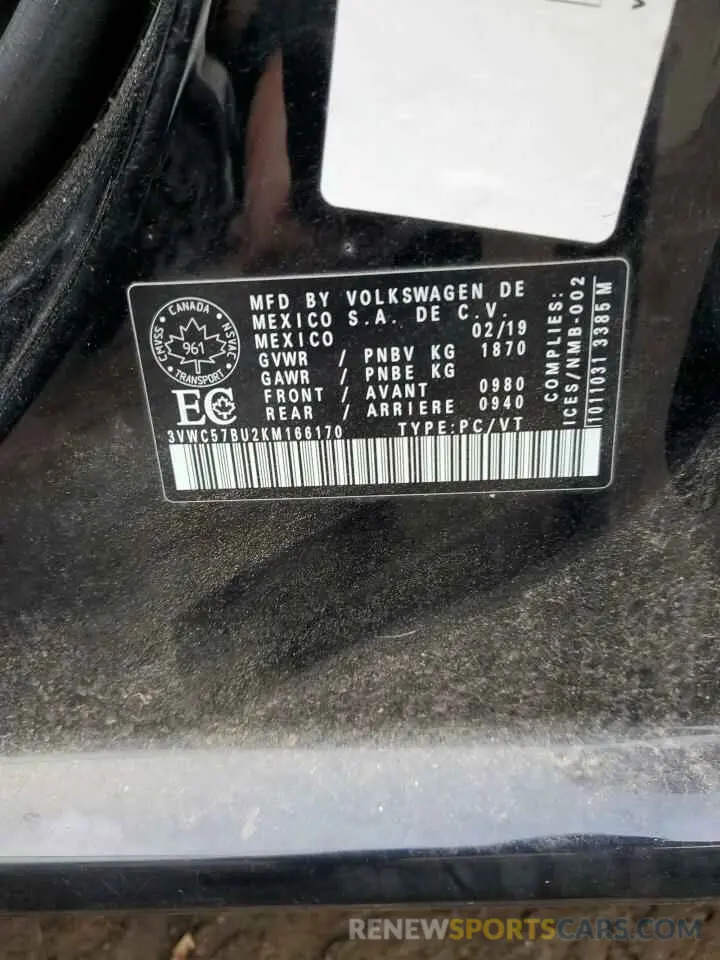 MFD BY VOLKSWAGEN DE
MEXICO S.A. DE C.V.
MEXICO 02/19
GVWR / PNBV KG 1870
GAWR / PNBE KG
FRONT / AVANT 0980
REAR / ARRIERE 0940
3VWC57BU2KM166170 TYPE:PC/VT
CANADA
CMVSS NSVAC
961
TRANSPORT
EC
COMPLIES:
ICES/NMB-002
1011031 3385 M
V
RENEWSPORTSCARS.COM